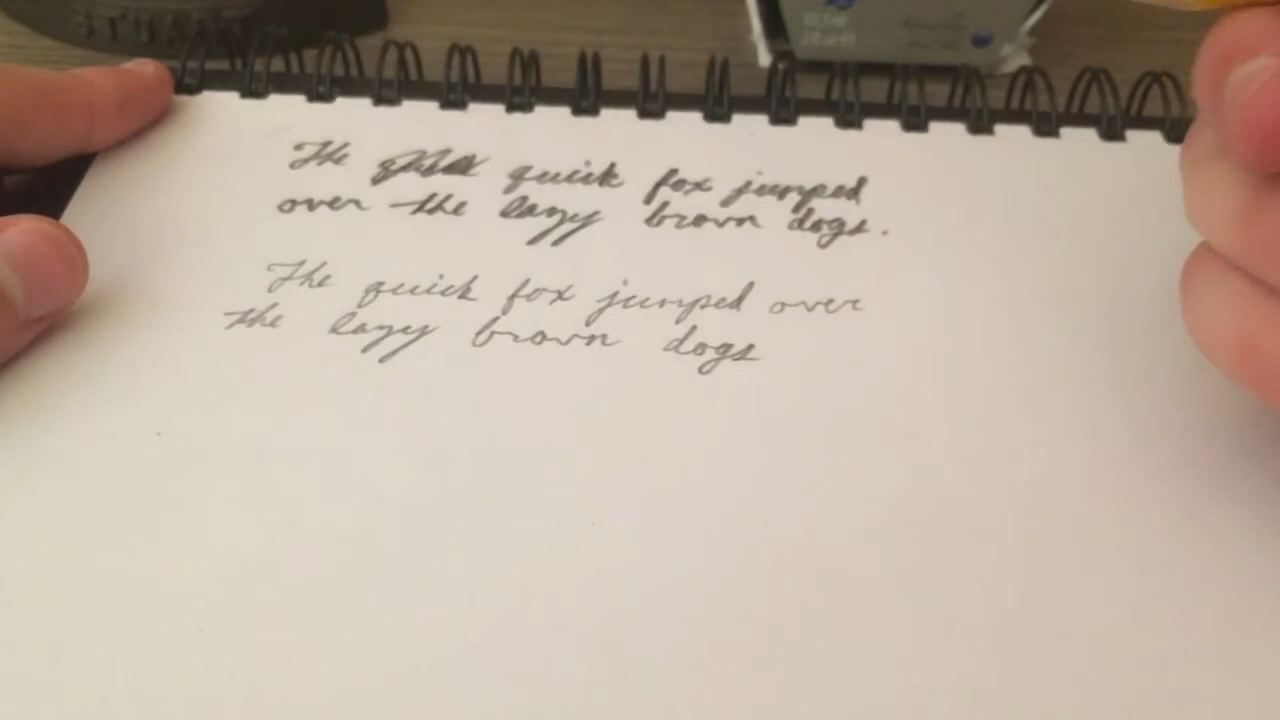 The quick fox jumped
over the lazy brown dogs.
The quick fox jumped over
the lazy brown dogs